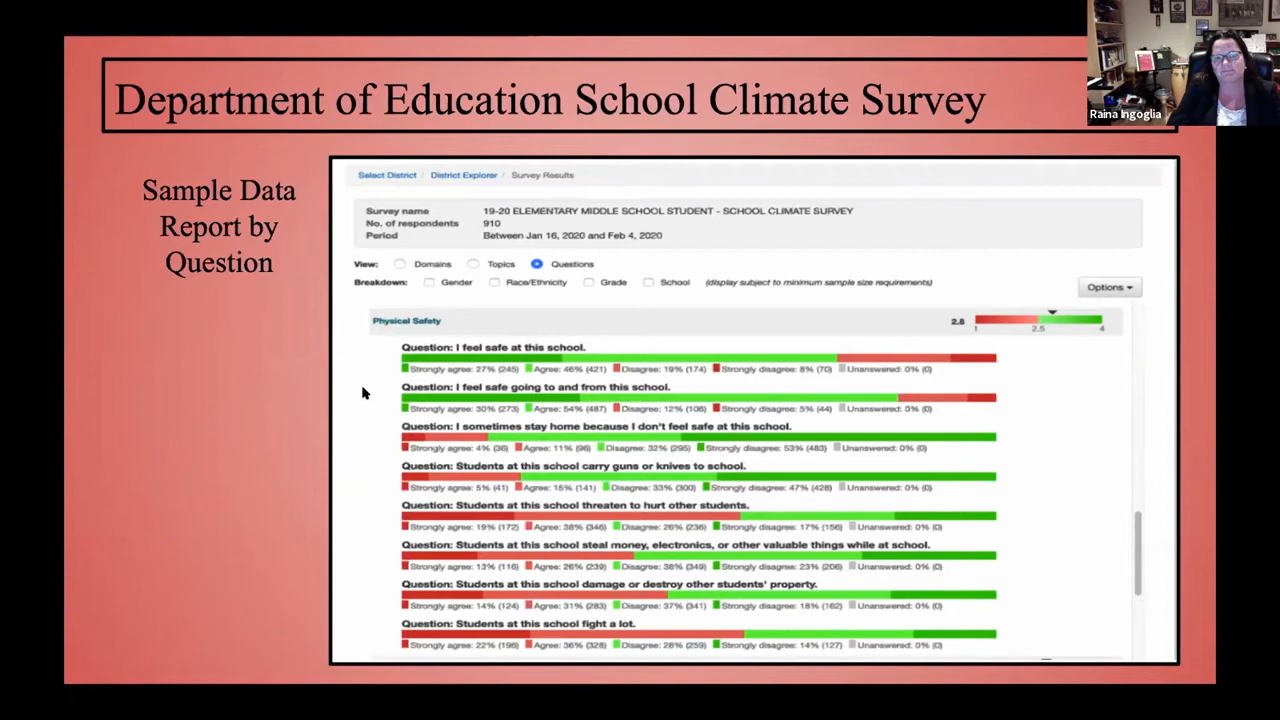 Department of Education School Climate Survey
Raina Ingoglia
Sample Data
Report by
Question
Select District / District Explorer / Survey Results
Survey name 19-20 ELEMENTARY MIDDLE SCHOOL STUDENT - SCHOOL CLIMATE SURVEY
No. of respondents 910
Period Between Jan 16, 2020 and Feb 4, 2020
View: Domains Topics Questions
Breakdown: Gender Race/Ethnicity Grade School (display subject to minimum sample size requirements)
Options
Physical Safety 2.8 1 2.5 4
Question: I feel safe at this school.
Strongly agree: 27% (245) Agree: 46% (421) Disagree: 19% (174) Strongly disagree: 8% (70) Unanswered: 0% (0)
Question: I feel safe going to and from this school.
Strongly agree: 30% (273) Agree: 54% (487) Disagree: 12% (106) Strongly disagree: 5% (44) Unanswered: 0% (0)
Question: I sometimes stay home because I don't feel safe at this school.
Strongly agree: 4% (36) Agree: 11% (96) Disagree: 32% (295) Strongly disagree: 53% (483) Unanswered: 0% (0)
Question: Students at this school carry guns or knives to school.
Strongly agree: 5% (41) Agree: 15% (141) Disagree: 33% (300) Strongly disagree: 47% (428) Unanswered: 0% (0)
Question: Students at this school threaten to hurt other students.
Strongly agree: 19% (172) Agree: 38% (346) Disagree: 26% (236) Strongly disagree: 17% (156) Unanswered: 0% (0)
Question: Students at this school steal money, electronics, or other valuable things while at school.
Strongly agree: 13% (116) Agree: 26% (239) Disagree: 38% (349) Strongly disagree: 23% (206) Unanswered: 0% (0)
Question: Students at this school damage or destroy other students' property.
Strongly agree: 14% (124) Agree: 31% (283) Disagree: 37% (341) Strongly disagree: 18% (162) Unanswered: 0% (0)
Question: Students at this school fight a lot.
Strongly agree: 22% (196) Agree: 36% (328) Disagree: 28% (259) Strongly disagree: 14% (127) Unanswered: 0% (0)